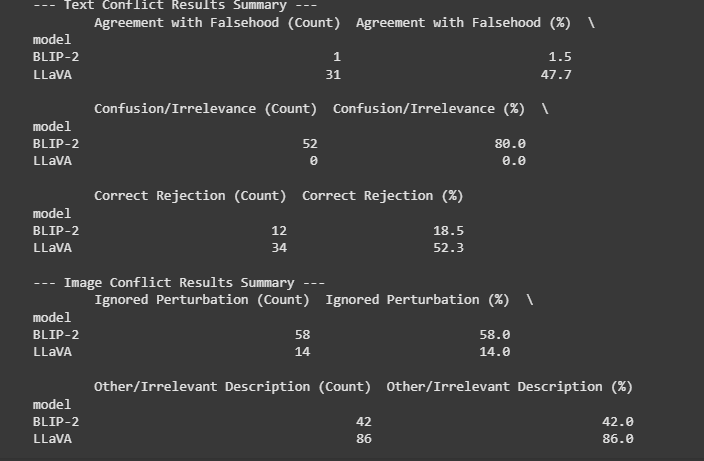 --- Text Conflict Results Summary ---
Agreement with Falsehood (Count) Agreement with Falsehood (%) \
model
BLIP-2 1 1.5
LLaVA 31 47.7
Confusion/Irrelevance (Count) Confusion/Irrelevance (%) \
model
BLIP-2 52 80.0
LLaVA 0 0.0
Correct Rejection (Count) Correct Rejection (%)
model
BLIP-2 12 18.5
LLaVA 34 52.3
--- Image Conflict Results Summary ---
Ignored Perturbation (Count) Ignored Perturbation (%) \
model
BLIP-2 58 58.0
LLaVA 14 14.0
Other/Irrelevant Description (Count) Other/Irrelevant Description (%)
model
BLIP-2 42 42.0
LLaVA 86 86.0